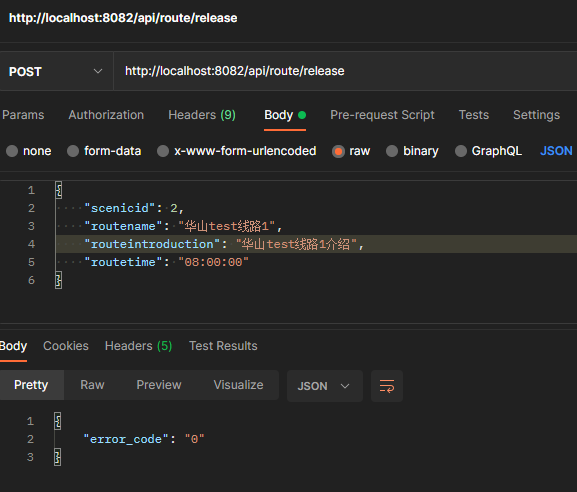 http://localhost:8082/api/route/release
POST http://localhost:8082/api/route/release
Params Authorization Headers (9) Body Pre-request Script Tests Settings
none form-data x-www-form-urlencoded raw binary GraphQL JSON
1 {
2 "scenicid": 2,
3 "routename": "华山test线路1",
4 "routeintroduction": "华山test线路1介绍",
5 "routetime": "08:00:00"
6 }
Body Cookies Headers (5) Test Results
Pretty Raw Preview Visualize JSON
1 {
2 "error_code": "0"
3 }